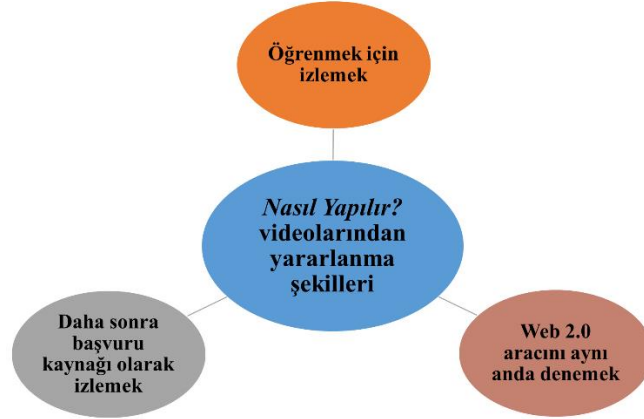 Öğrenmek için
izlemek
Nasıl Yapılır?
videolarından
yararlanma
şekilleri
Daha sonra
başvuru
kaynağı olarak
izlemek
Web 2.0
aracını aynı
anda denemek